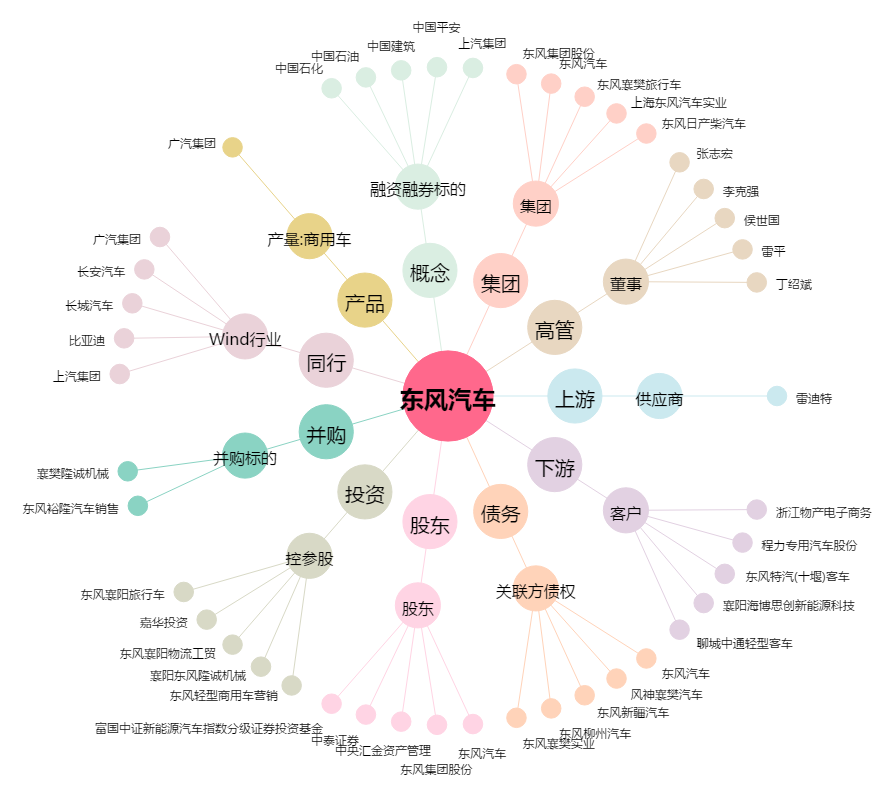 中国平安
上汽集团
中国建筑
中国石油
中国石化
东风集团股份
东风汽车
东风襄樊旅行车
上海东风汽车实业
东风日产柴汽车
广汽集团
张志宏
李克强
侯世国
雷平
丁绍斌
融资融券标的
集团
产量:商用车
概念
集团
董事
产品
高管
广汽集团
长安汽车
长城汽车
比亚迪
上汽集团
Wind行业
同行
东风汽车
上游
供应商
雷迪特
并购
并购标的
襄樊隆诚机械
东风裕隆汽车销售
下游
客户
浙江物产电子商务
程力专用汽车股份
东风特汽(十堰)客车
襄阳海博思创新能源科技
聊城中通轻型客车
投资
股东
债务
控参股
股东
关联方债权
东风襄阳旅行车
嘉华投资
东风襄阳物流工贸
襄阳东风隆诚机械
东风轻型商用车营销
富国中证新能源汽车指数分级证券投资基金
中泰证券
中央汇金资产管理
东风集团股份
东风汽车
东风汽车
风神襄樊汽车
东风新疆汽车
东风柳州汽车
东风襄樊实业